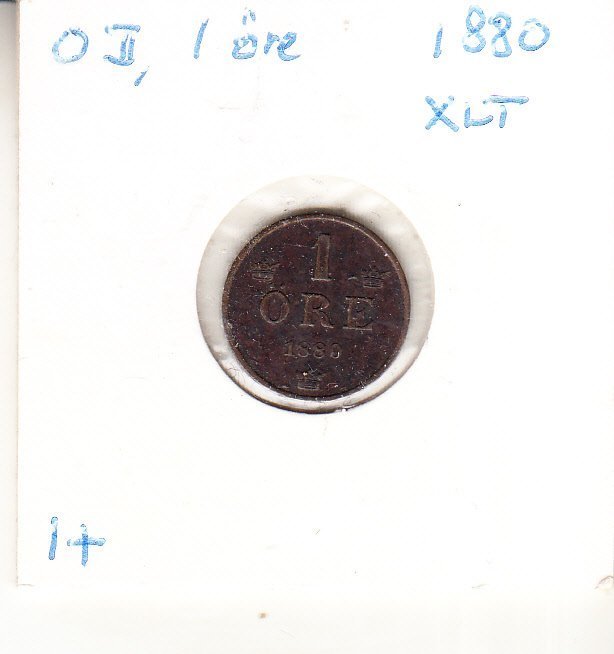 O II, 1 öre 1880
XLT
1
ÖRE
1880
1+